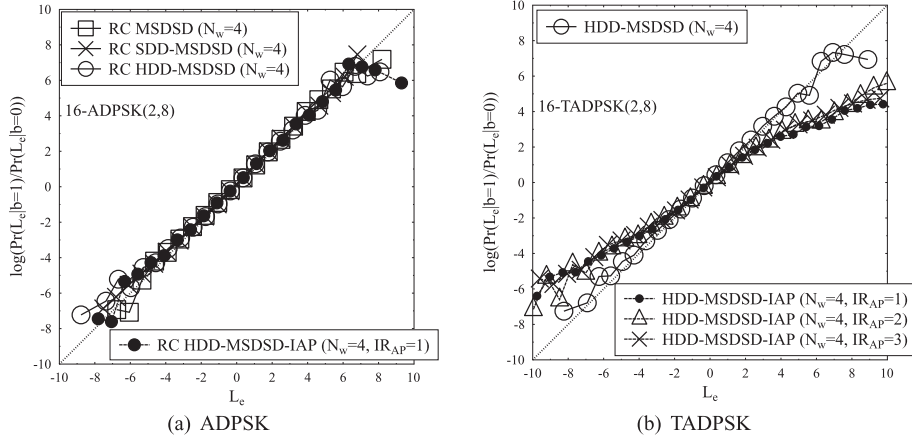 RC MSDSD (Nw=4)
RC SDD-MSDSD (Nw=4)
RC HDD-MSDSD (Nw=4)
16-ADPSK(2,8)
RC HDD-MSDSD-IAP (Nw=4, IRAP=1)
log(Pr(Le|b=1)/Pr(Le|b=0))
10
8
6
4
2
0
-2
-4
-6
-8
-10
-10 -8 -6 -4 -2 0 2 4 6 8 10
Le
(a) ADPSK
HDD-MSDSD (Nw=4)
16-TADPSK(2,8)
HDD-MSDSD-IAP (Nw=4, IRAP=1)
HDD-MSDSD-IAP (Nw=4, IRAP=2)
HDD-MSDSD-IAP (Nw=4, IRAP=3)
log(Pr(Le|b=1)/Pr(Le|b=0))
10
8
6
4
2
0
-2
-4
-6
-8
-10
-10 -8 -6 -4 -2 0 2 4 6 8 10
Le
(b) TADPSK